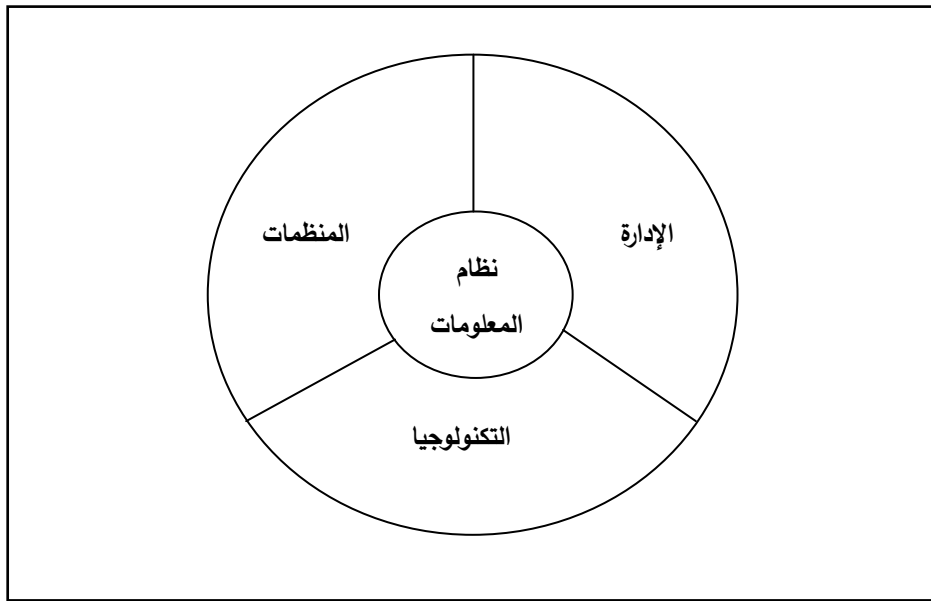 الإدارة
المنظمات
نظام
المعلومات
التكنولوجيا